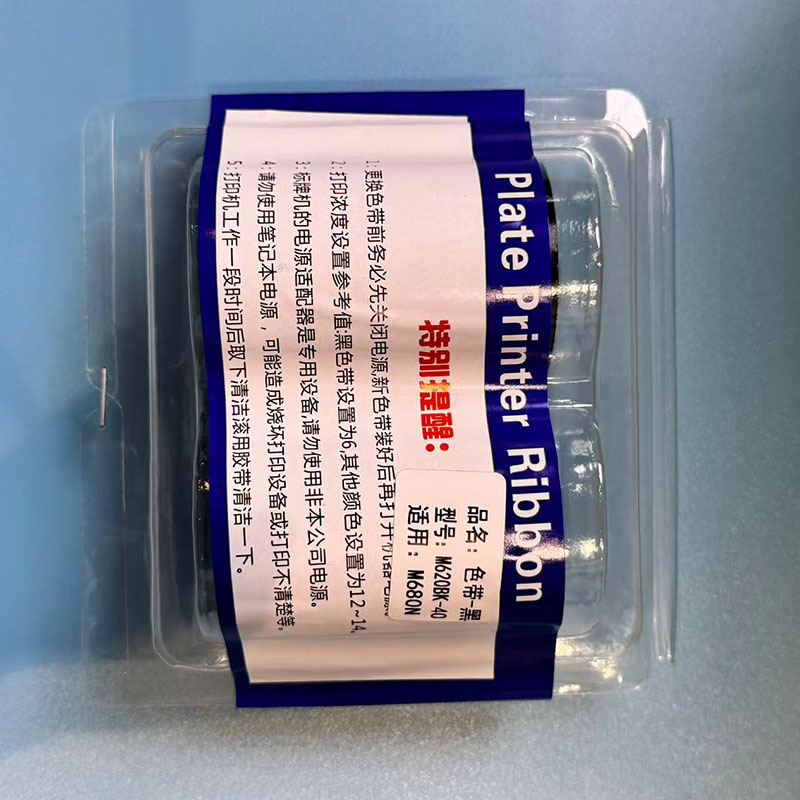 Plate Printer Ribbon
特别提醒:
1:更换色带前务必先关闭电源,新色带装好后再打开机器
2:打印浓度设置参考值:黑色带设置为6,其他颜色设置为12~14,
3:标牌机的电源适配器是专用设备,请勿使用非本公司电源。
4:请勿使用笔记本电源，可能造成烧坏打印设备或打印不清楚等。
5:打印机工作一段时间后取下清洁滚用胶带清洁一下。
品名: 色带-黑
型号: M620BK-40
适用: M680N